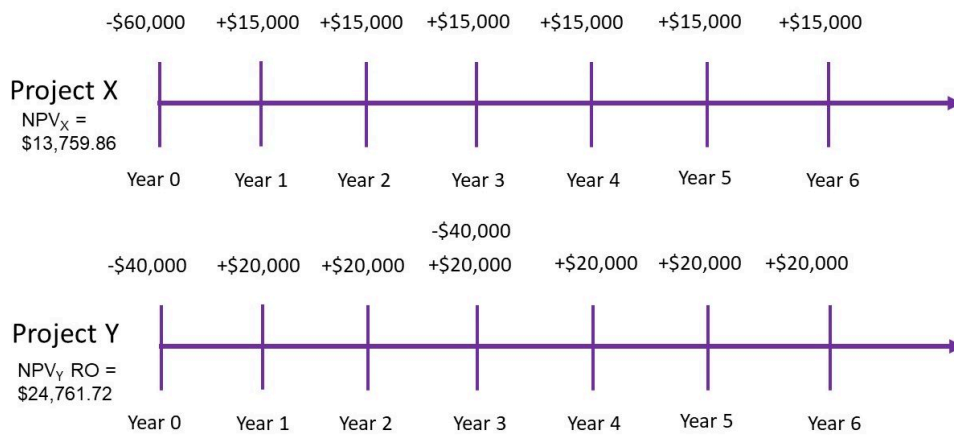 -$60,000 +$15,000 +$15,000 +$15,000 +$15,000 +$15,000 +$15,000
Project X
NPVX =
$13,759.86
Year 0 Year 1 Year 2 Year 3 Year 4 Year 5 Year 6
-$40,000
-$40,000 +$20,000 +$20,000 +$20,000 +$20,000 +$20,000 +$20,000
Project Y
NPVY RO =
$24,761.72
Year 0 Year 1 Year 2 Year 3 Year 4 Year 5 Year 6